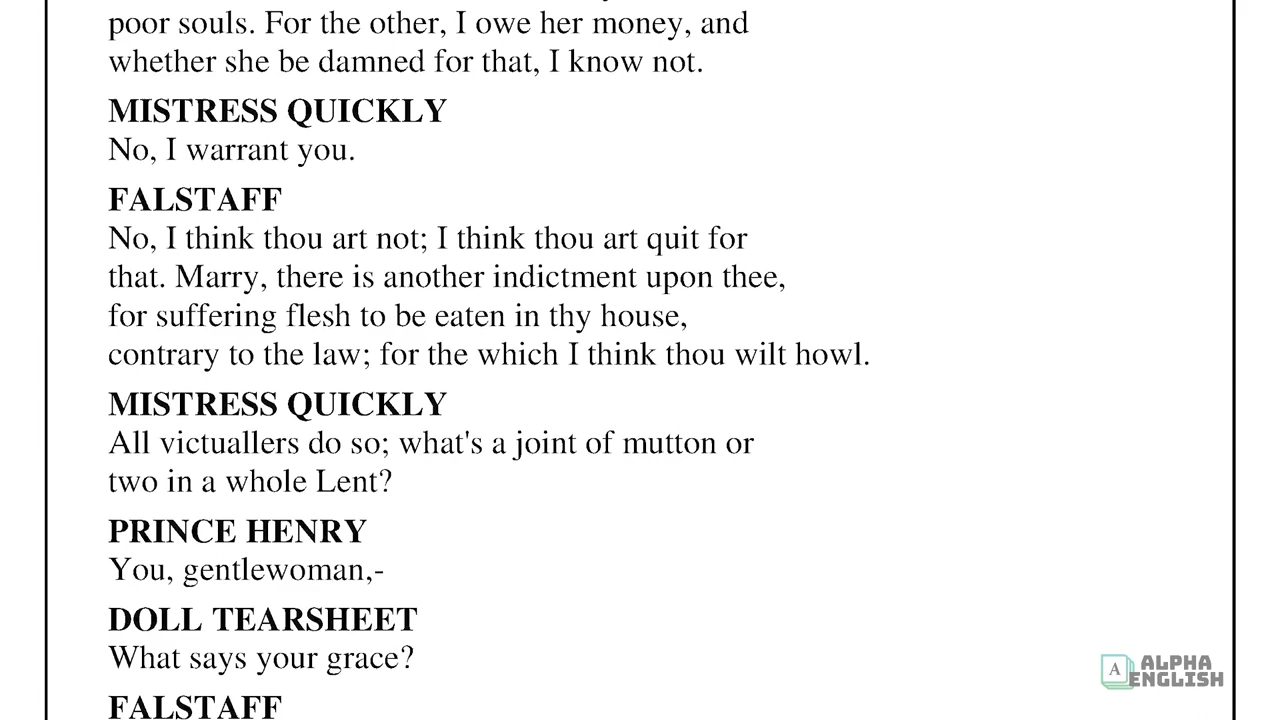 poor souls. For the other, I owe her money, and
whether she be damned for that, I know not.
MISTRESS QUICKLY
No, I warrant you.
FALSTAFF
No, I think thou art not; I think thou art quit for
that. Marry, there is another indictment upon thee,
for suffering flesh to be eaten in thy house,
contrary to the law; for the which I think thou wilt howl.
MISTRESS QUICKLY
All victuallers do so; what's a joint of mutton or
two in a whole Lent?
PRINCE HENRY
You, gentlewoman,-
DOLL TEARSHEET
What says your grace?
FALSTAFF
A ALPHA
ENGLISH